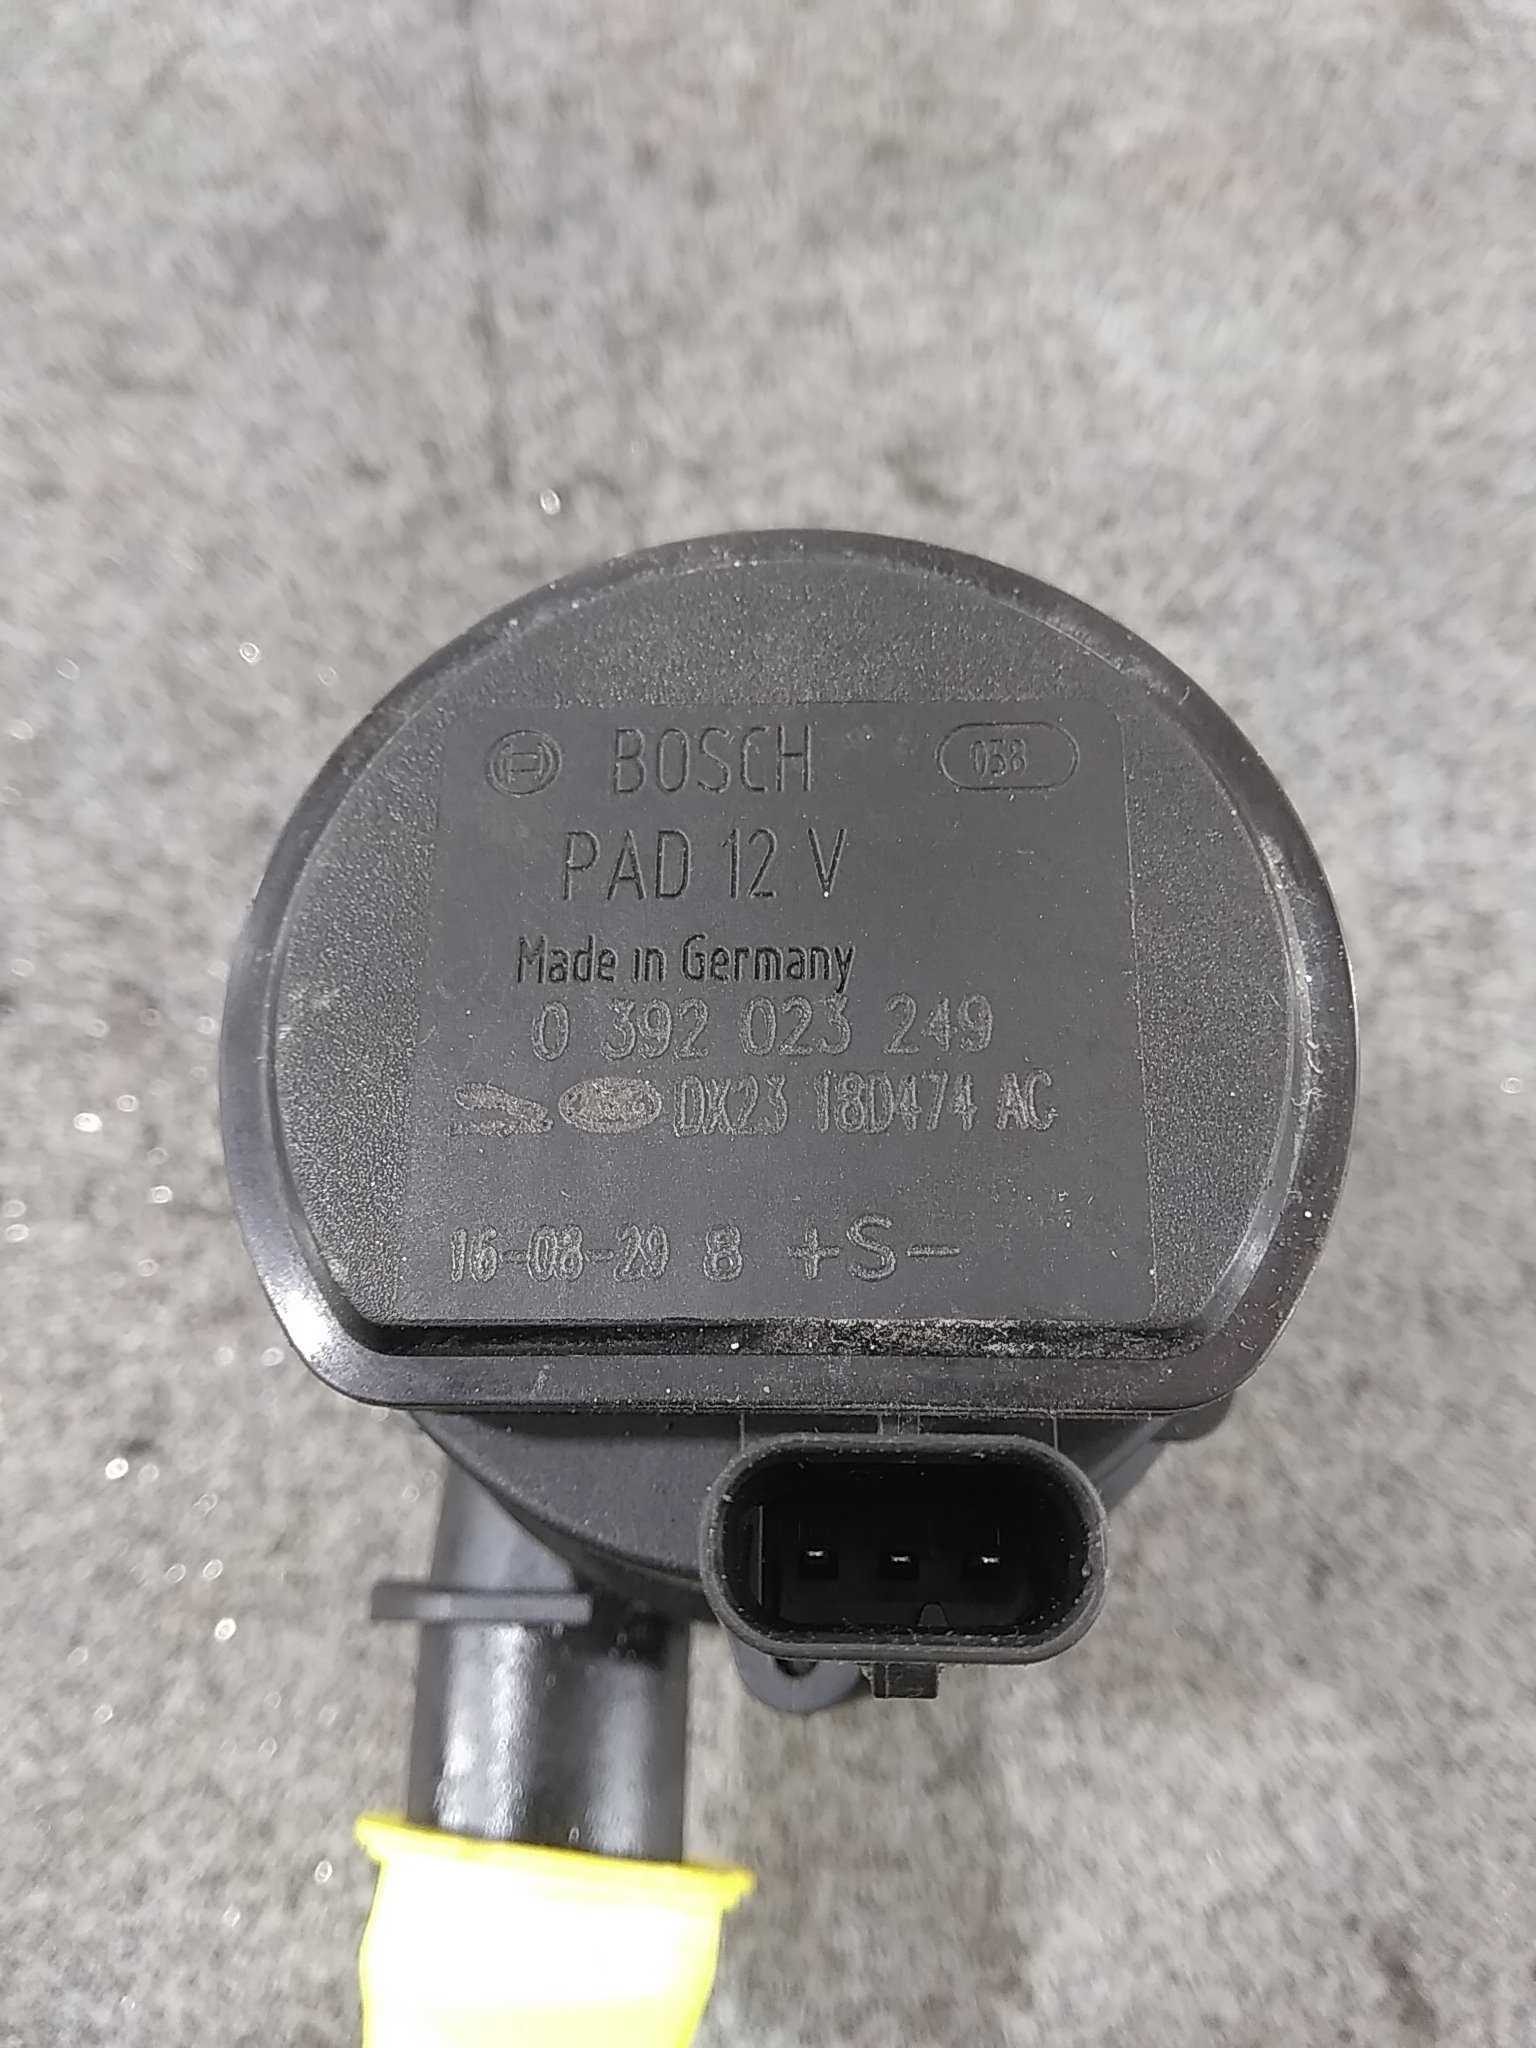 BOSCH 038
PAD 12 V
Made in Germany
0 392 023 249
DX23 18D474 AC
16-08-29 8 +S-